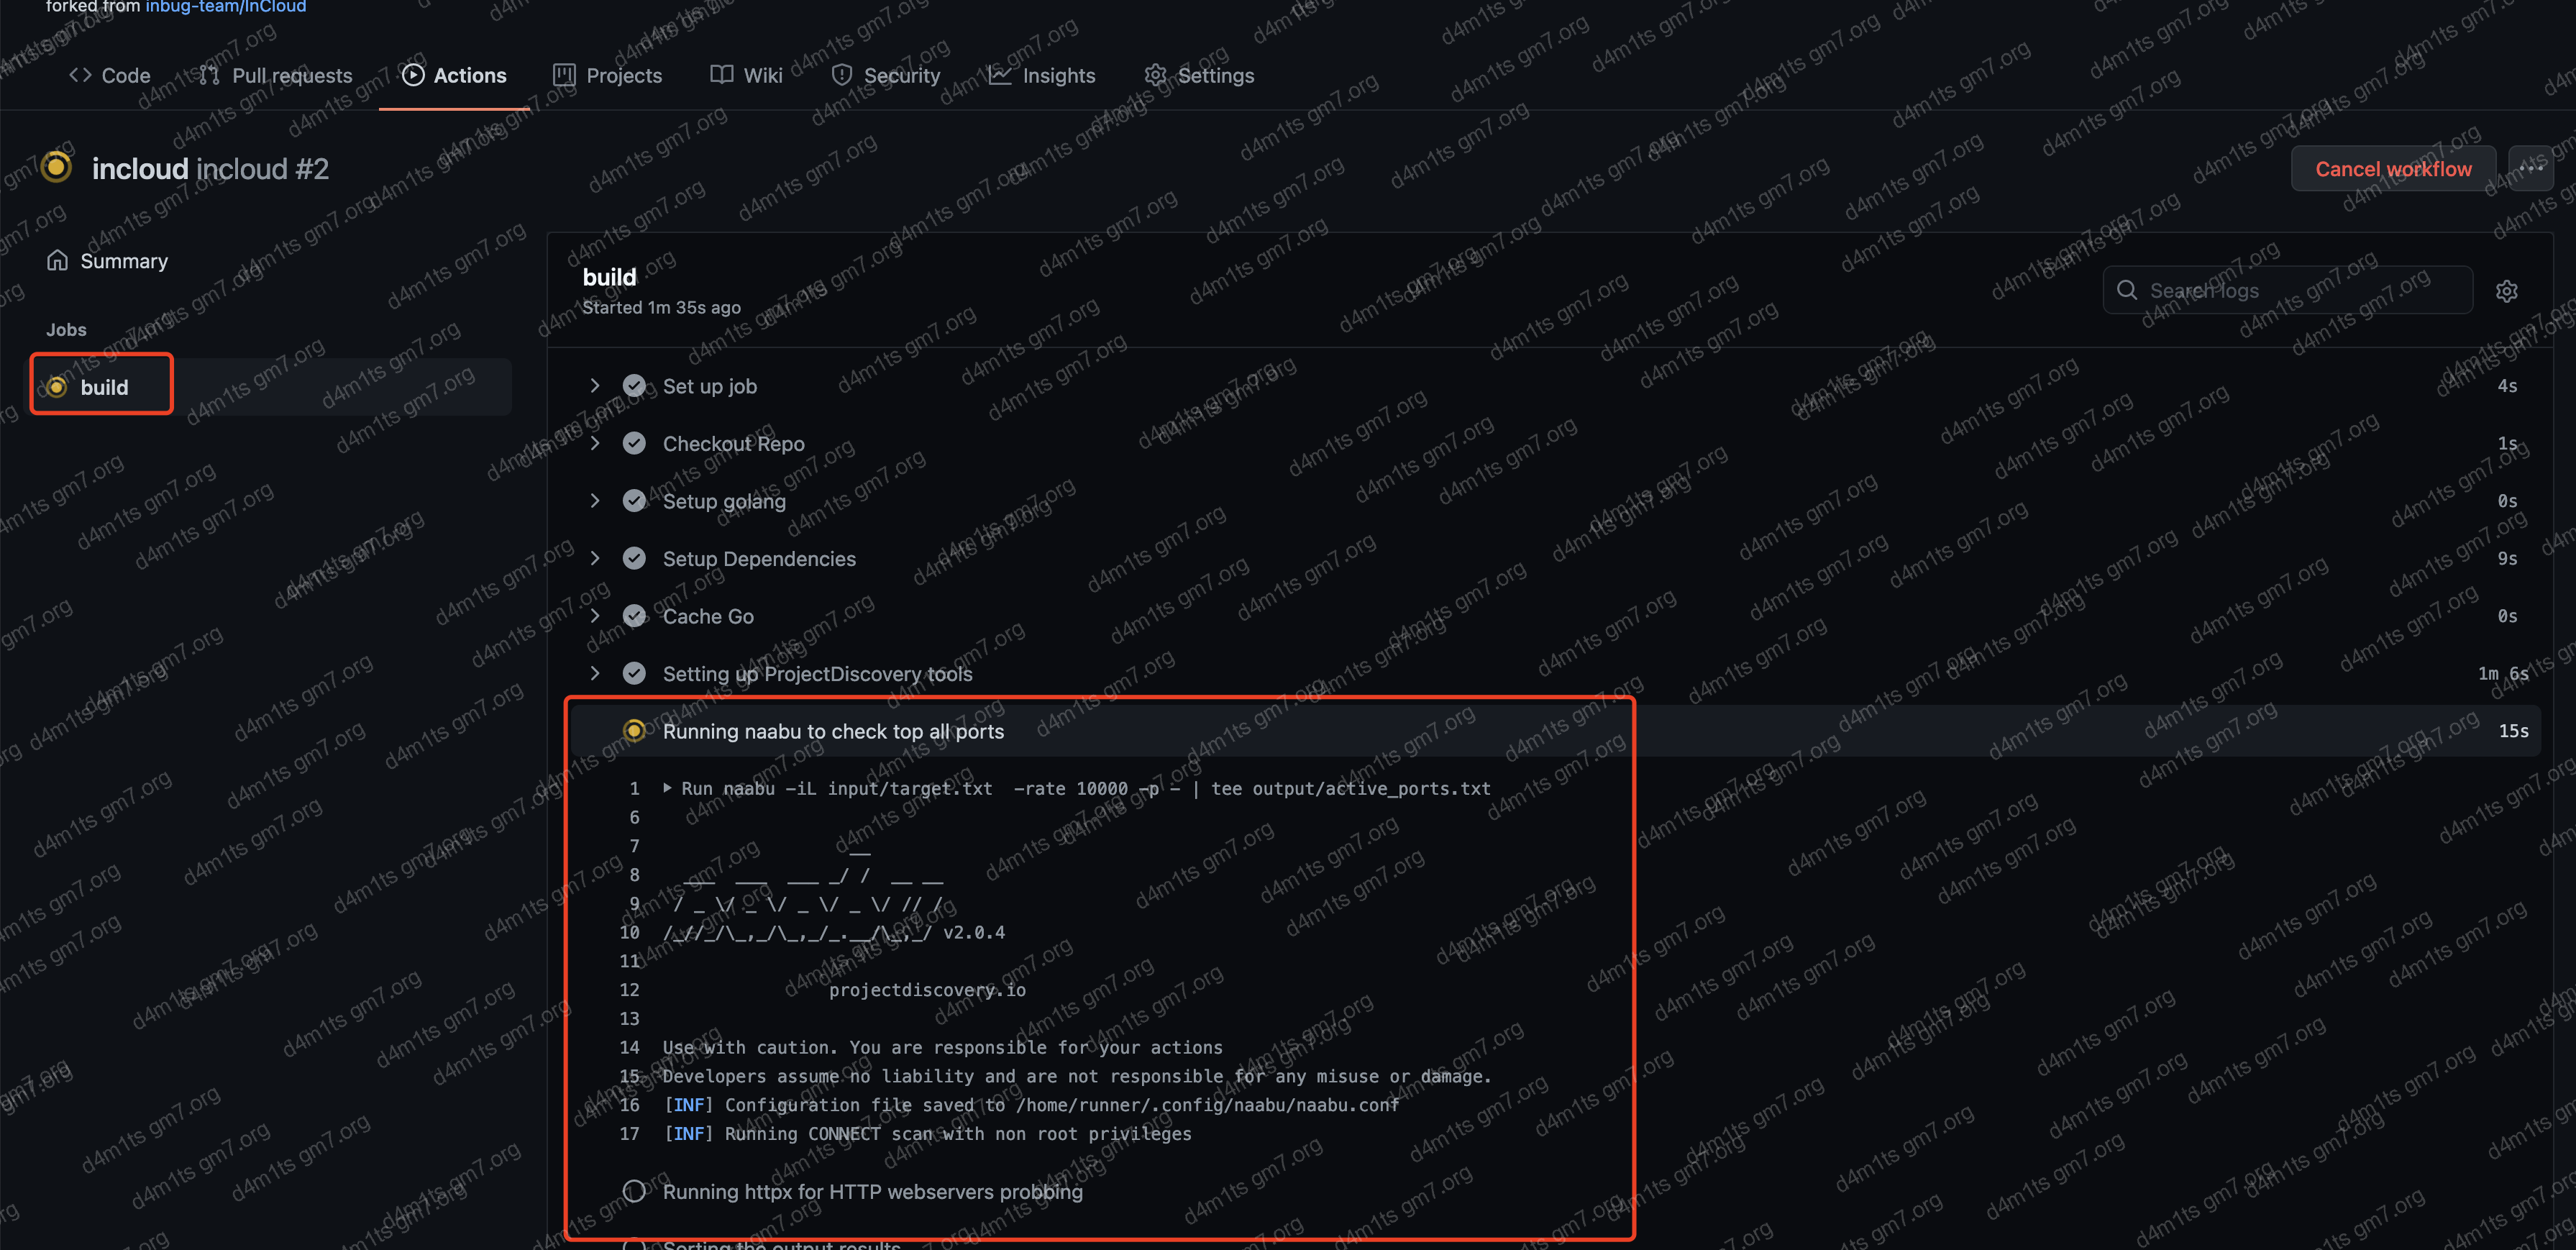 forked from inbug-team/InCloud
Code Pull requests Actions Projects Wiki Security Insights Settings
incloud incloud #2
Cancel workflow
Summary
Jobs
build
build
Started 1m 35s ago
Search logs
Set up job 4s
Checkout Repo 1s
Setup golang 0s
Setup Dependencies 9s
Cache Go 0s
Setting up ProjectDiscovery tools 1m 6s
Running naabu to check top all ports 15s
1 Run naabu -iL input/target.txt  -rate 10000 -p - | tee output/active_ports.txt
6
7                   __
8   ___  ___  ___ _/ /  __ __
9  / _ \/ _ \/ _ \/ _ \/ // /
10 /_//_/\_,_/\_,_/_.__/\_,_/ v2.0.4
11
12 projectdiscovery.io
13
14 Use with caution. You are responsible for your actions
15 Developers assume no liability and are not responsible for any misuse or damage.
16 [INF] Configuration file saved to /home/runner/.config/naabu/naabu.conf
17 [INF] Running CONNECT scan with non root privileges
Running httpx for HTTP webservers probbing
Sorting the output results
d4m1ts gm7.org